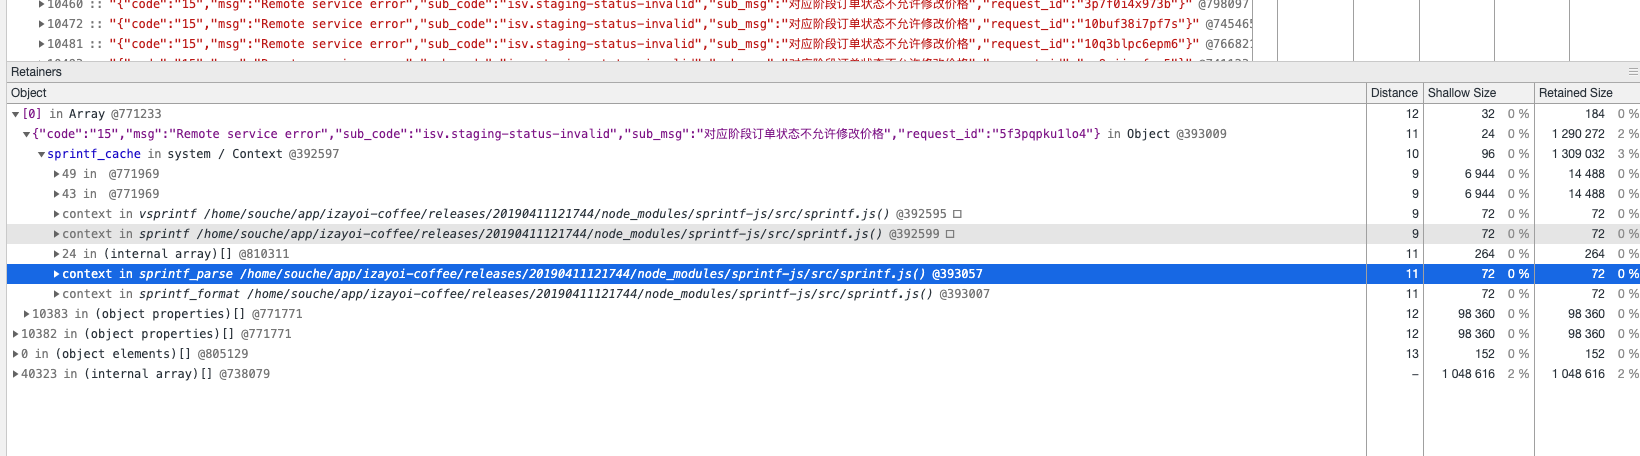 10460 :: "{"code":"15","msg":"Remote service error","sub_code":"isv.staging-status-invalid","sub_msg":"对应阶段订单状态不允许修改价格","request_id":"3p7f0i4x973b"}" @798097
10472 :: "{"code":"15","msg":"Remote service error","sub_code":"isv.staging-status-invalid","sub_msg":"对应阶段订单状态不允许修改价格","request_id":"10buf38i7pf7s"}" @745465
10481 :: "{"code":"15","msg":"Remote service error","sub_code":"isv.staging-status-invalid","sub_msg":"对应阶段订单状态不允许修改价格","request_id":"10q3blpc6epm6"}" @766821
Retainers
Object Distance Shallow Size Retained Size
[0] in Array @771233 12 32 0 % 184 0 %
{"code":"15","msg":"Remote service error","sub_code":"isv.staging-status-invalid","sub_msg":"对应阶段订单状态不允许修改价格","request_id":"5f3pqpku1lo4"} in Object @393009 11 24 0 % 1 290 272 2 %
sprintf_cache in system / Context @392597 10 96 0 % 1 309 032 3 %
49 in @771969 9 6 944 0 % 14 488 0 %
43 in @771969 9 6 944 0 % 14 488 0 %
context in vsprintf /home/souche/app/izayoi-coffee/releases/20190411121744/node_modules/sprintf-js/src/sprintf.js() @392595 9 72 0 % 72 0 %
context in sprintf /home/souche/app/izayoi-coffee/releases/20190411121744/node_modules/sprintf-js/src/sprintf.js() @392599 9 72 0 % 72 0 %
24 in (internal array)[] @810311 11 264 0 % 264 0 %
context in sprintf_parse /home/souche/app/izayoi-coffee/releases/20190411121744/node_modules/sprintf-js/src/sprintf.js() @393057 11 72 0 % 72 0 %
context in sprintf_format /home/souche/app/izayoi-coffee/releases/20190411121744/node_modules/sprintf-js/src/sprintf.js() @393007 11 72 0 % 72 0 %
10383 in (object properties)[] @771771 12 98 360 0 % 98 360 0 %
10382 in (object properties)[] @771771 12 98 360 0 % 98 360 0 %
0 in (object elements)[] @805129 13 152 0 % 152 0 %
40323 in (internal array)[] @738079 – 1 048 616 2 % 1 048 616 2 %